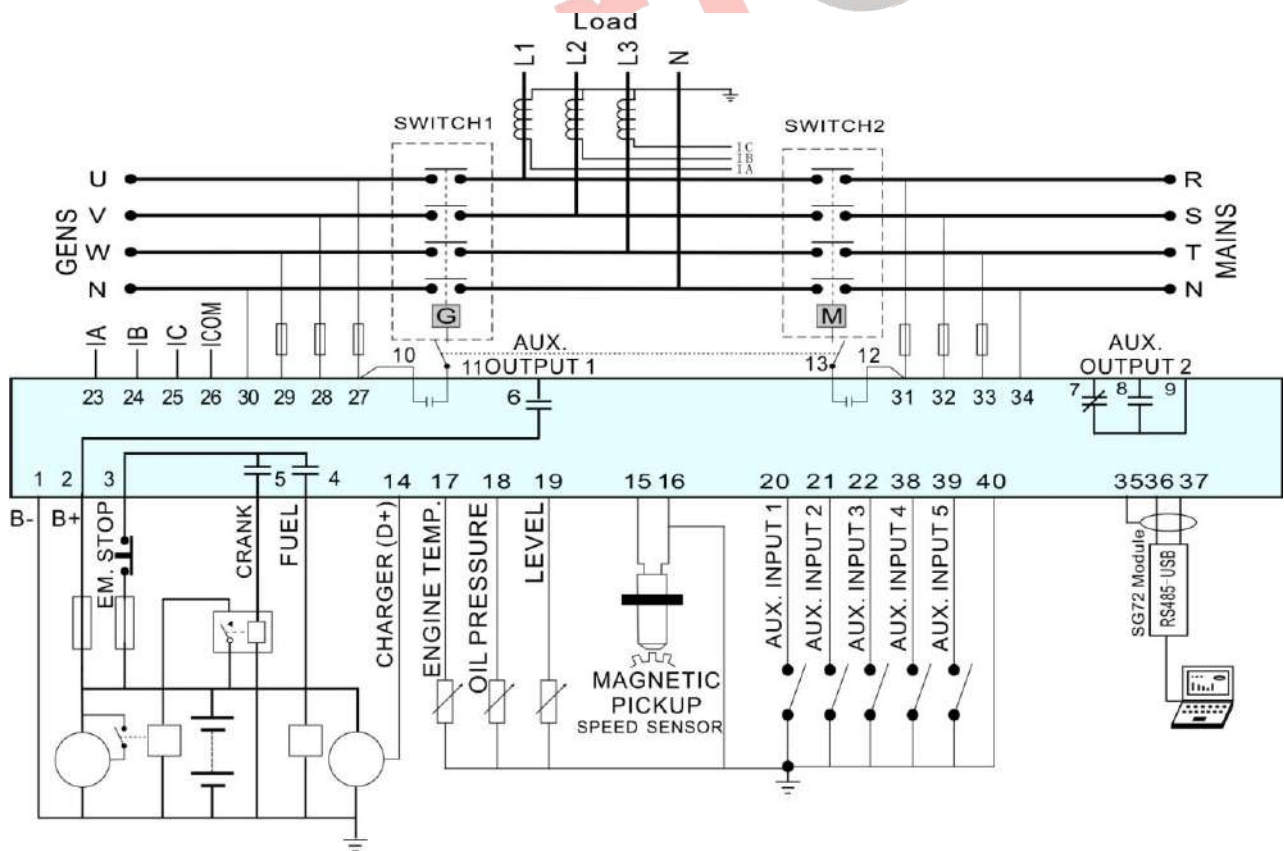 Load
L1
L2
L3
N
SWITCH1
SWITCH2
IC
IB
IA
GENS
U
V
W
N
R
S
T
N
MAINS
G
M
IA
IB
IC
ICOM
10
11
AUX.
OUTPUT 1
13
12
AUX.
OUTPUT 2
23
24
25
26
30
29
28
27
6
31
32
33
34
7
8
9
1
2
3
5
4
14
17
18
19
15
16
20
21
22
38
39
40
35
36
37
B-
B+
EM. STOP
CRANK
FUEL
CHARGER (D+)
ENGINE TEMP.
OIL PRESSURE
LEVEL
MAGNETIC
PICKUP
SPEED SENSOR
AUX. INPUT 1
AUX. INPUT 2
AUX. INPUT 3
AUX. INPUT 4
AUX. INPUT 5
SG72 Module
RS485-USB